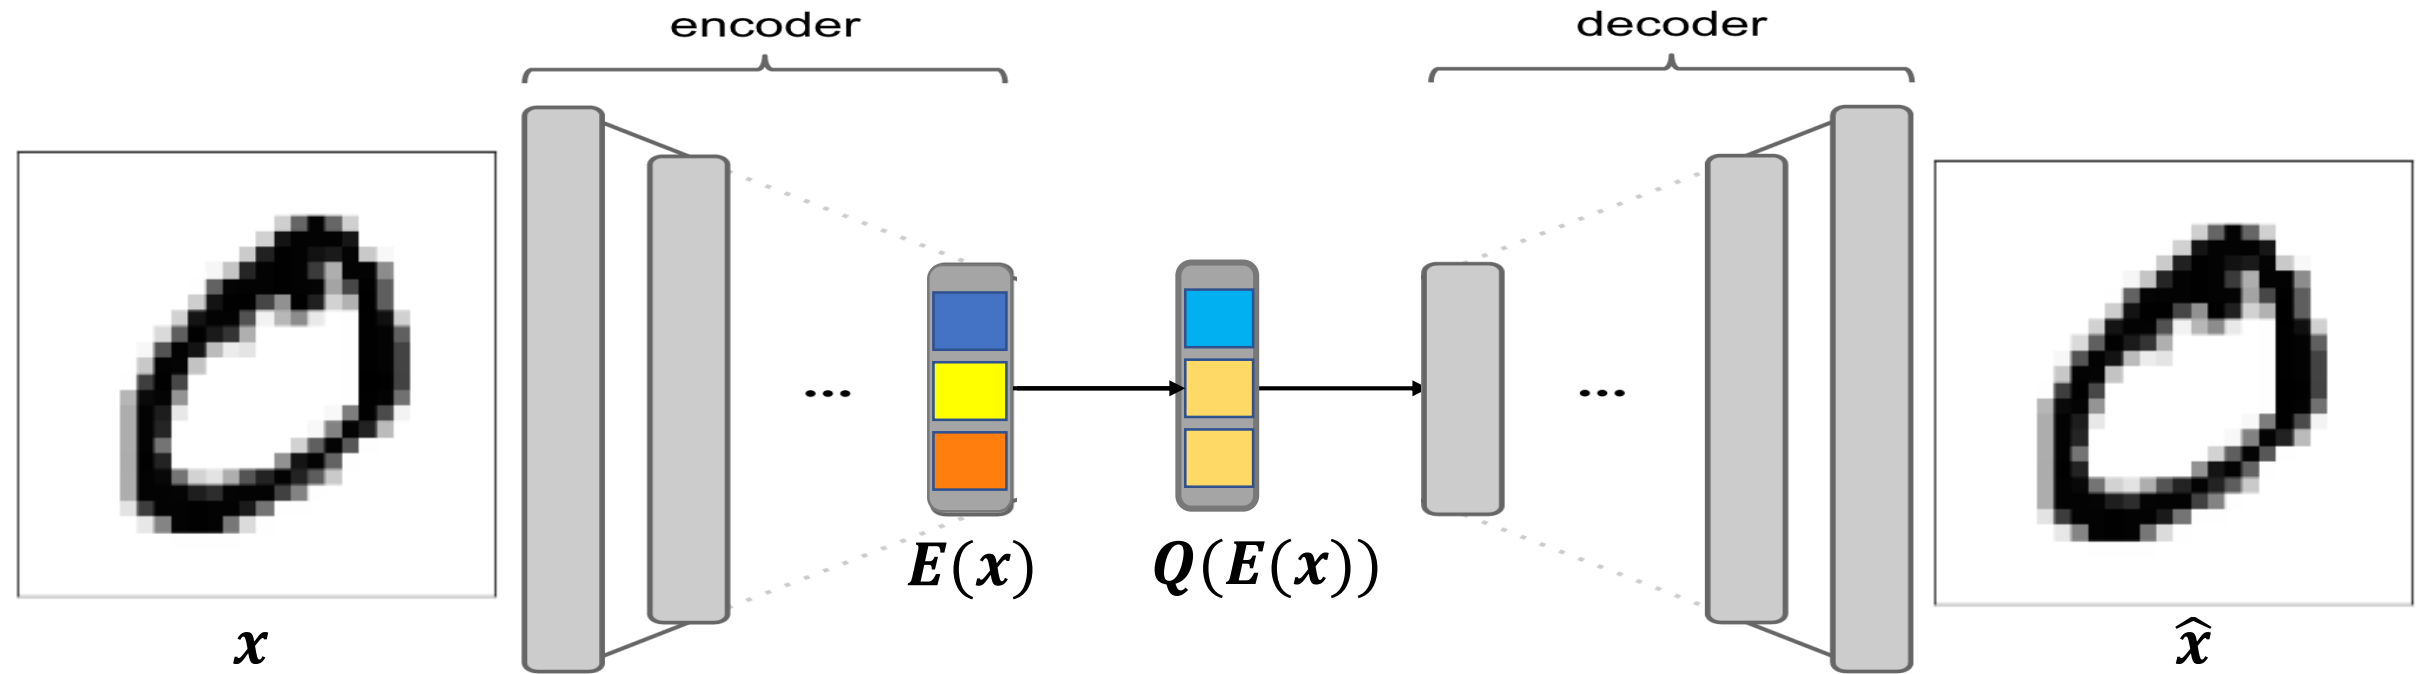 encoder
decoder
...
...
E(x)
Q(E(x))
x
x̂